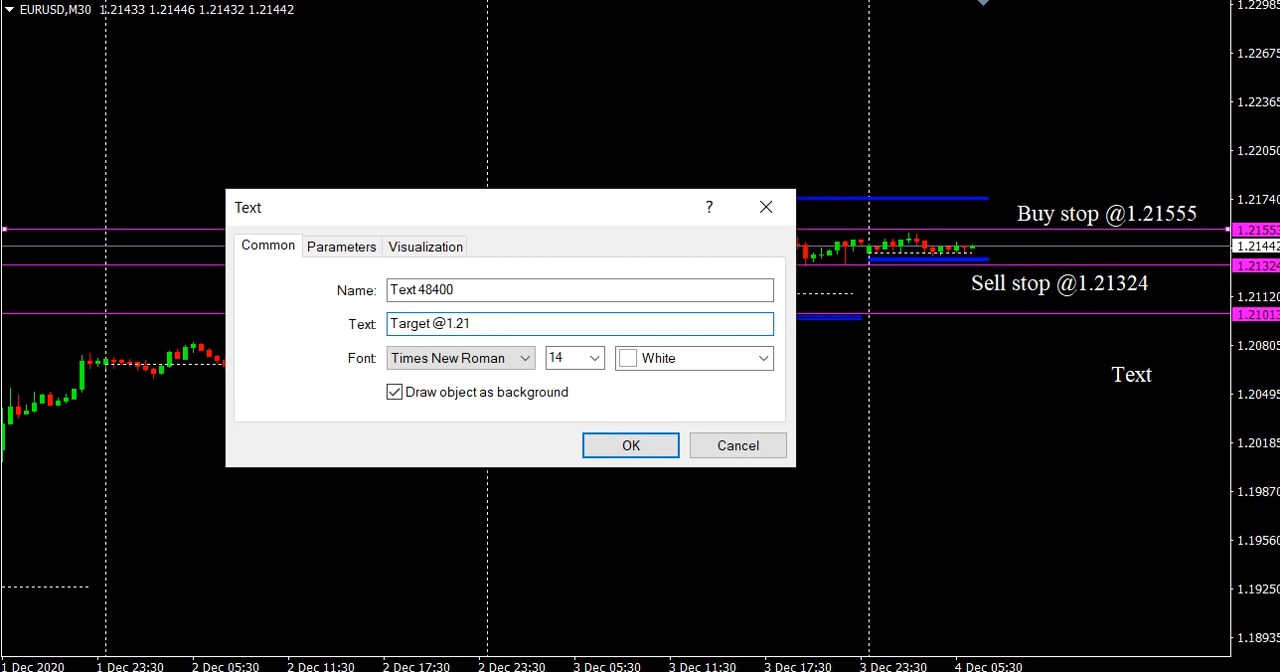 EURUSD,M30 1.21433 1.21446 1.21432 1.21442
1.22985
1.22675
1.22365
1.22050
1.21740
Buy stop @1.21555
1.21553
1.21442
1.21324
Sell stop @1.21324
1.21120
1.21013
1.20805
Text
1.20495
1.20185
1.19870
1.19560
1.19250
1.18935
Text ?
Common Parameters Visualization
Name: Text 48400
Text: Target @1.21
Font: Times New Roman 14 White
Draw object as background
OK Cancel
1 Dec 2020 1 Dec 23:30 2 Dec 05:30 2 Dec 11:30 2 Dec 17:30 2 Dec 23:30 3 Dec 05:30 3 Dec 11:30 3 Dec 17:30 3 Dec 23:30 4 Dec 05:30